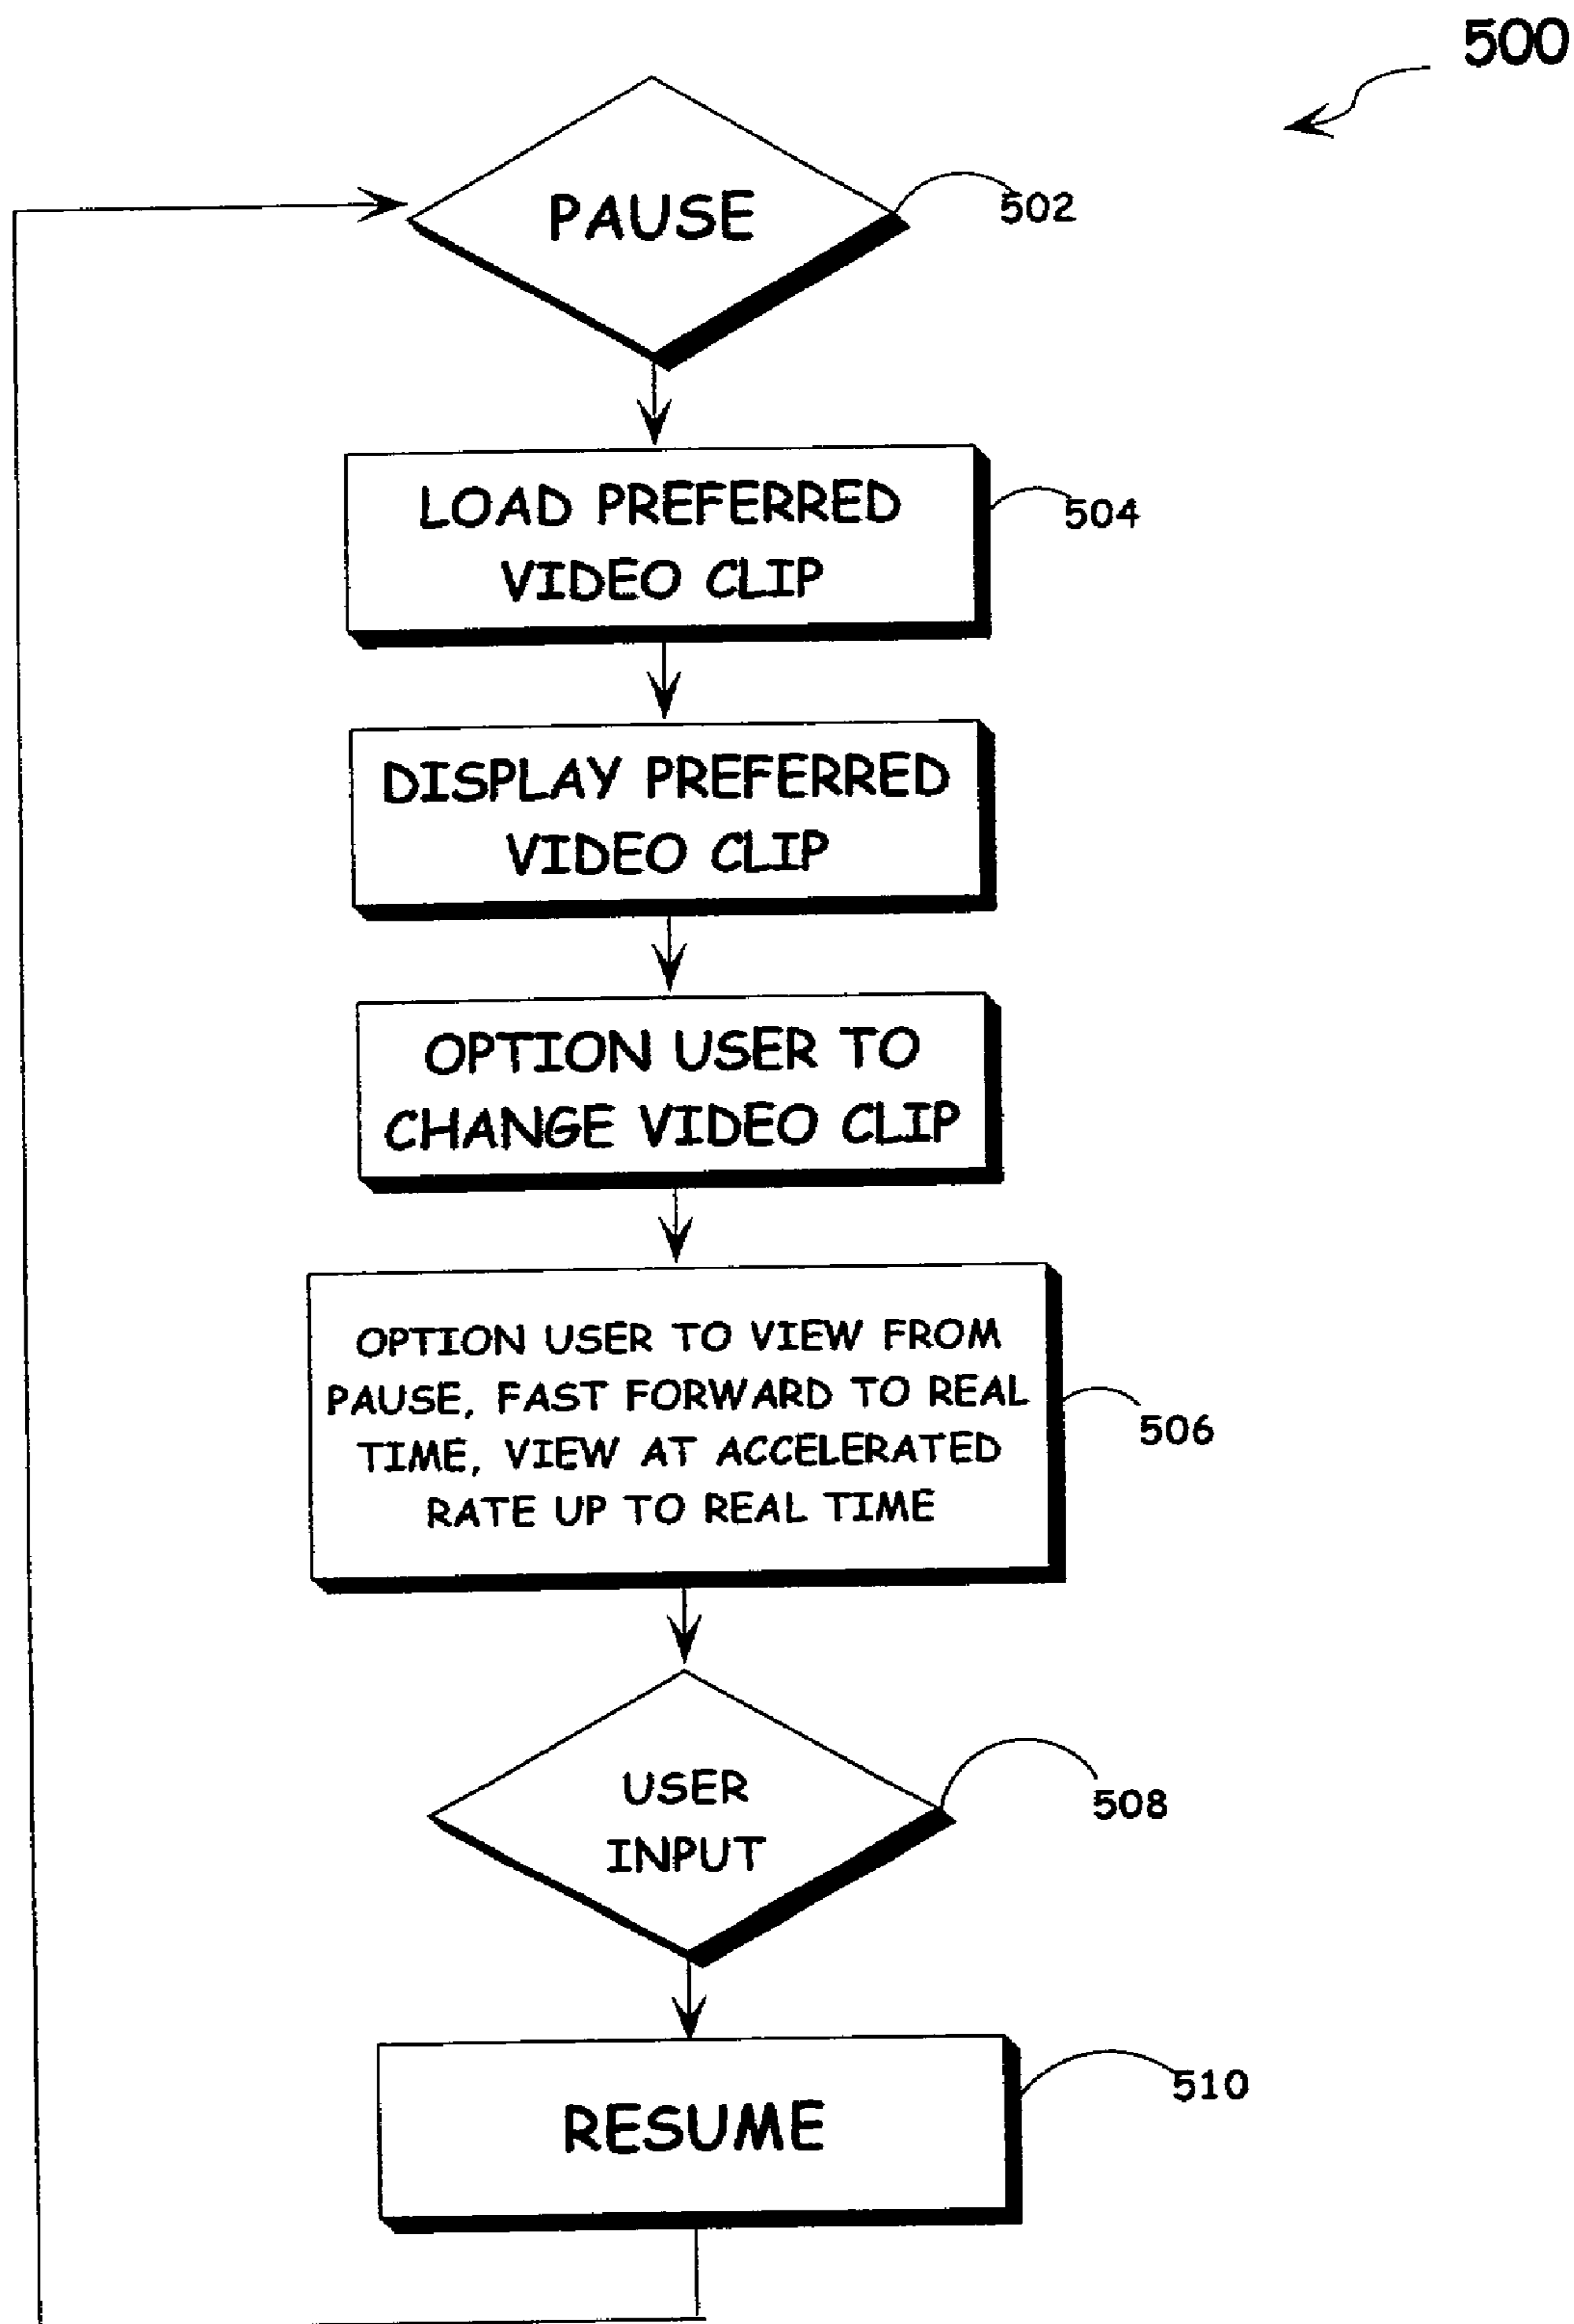 500
PAUSE
502
LOAD PREFERRED
VIDEO CLIP
504
DISPLAY PREFERRED
VIDEO CLIP
OPTION USER TO
CHANGE VIDEO CLIP
OPTION USER TO VIEW FROM
PAUSE, FAST FORWARD TO REAL
TIME, VIEW AT ACCELERATED
RATE UP TO REAL TIME
506
USER
INPUT
508
RESUME
510